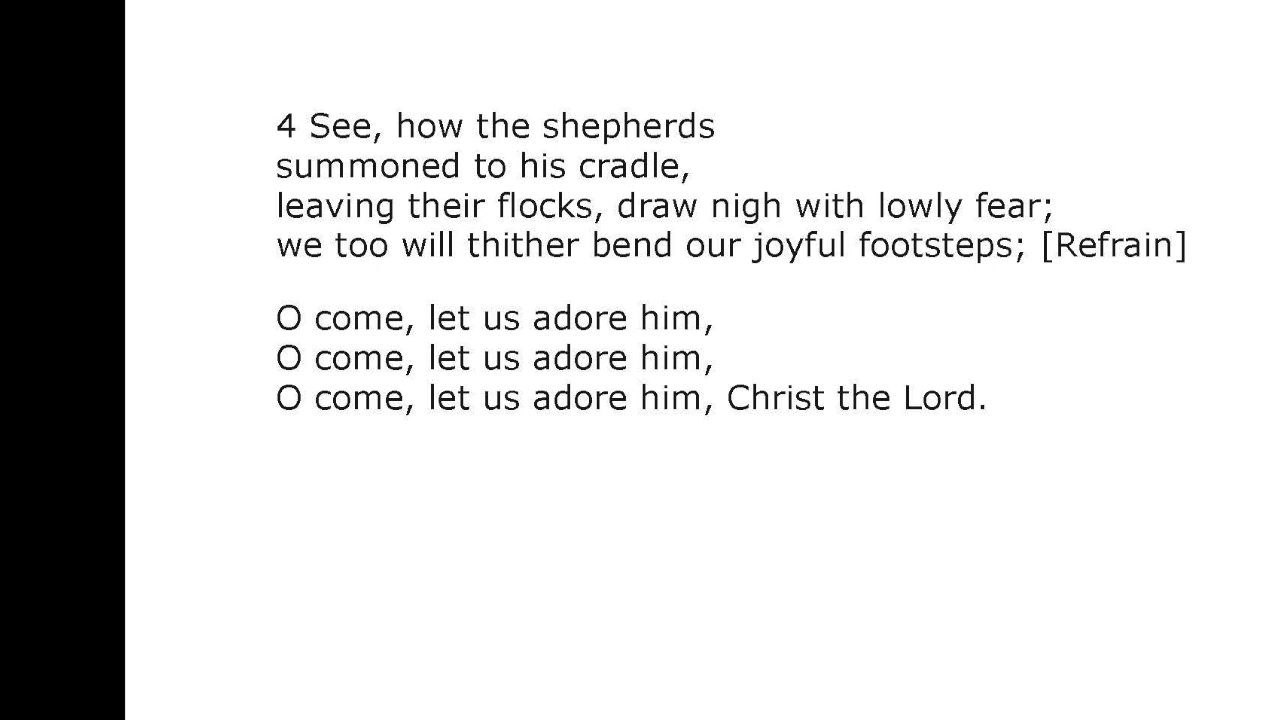 4 See, how the shepherds
summoned to his cradle,
leaving their flocks, draw nigh with lowly fear;
we too will thither bend our joyful footsteps; [Refrain]
O come, let us adore him,
O come, let us adore him,
O come, let us adore him, Christ the Lord.